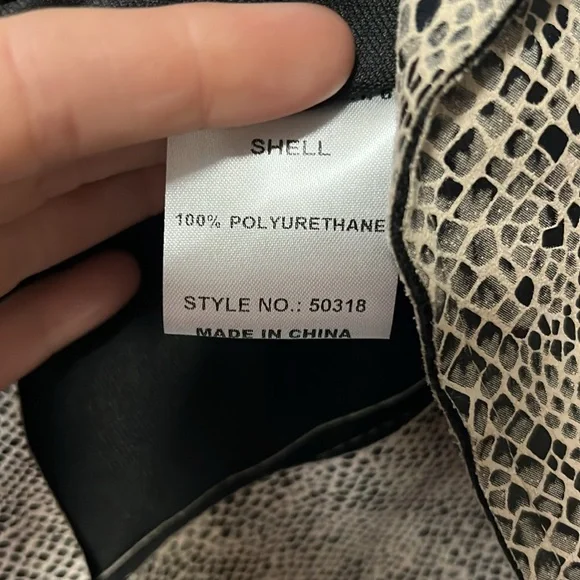 SHELL
100% POLYURETHANE
STYLE NO.: 50318
MADE IN CHINA